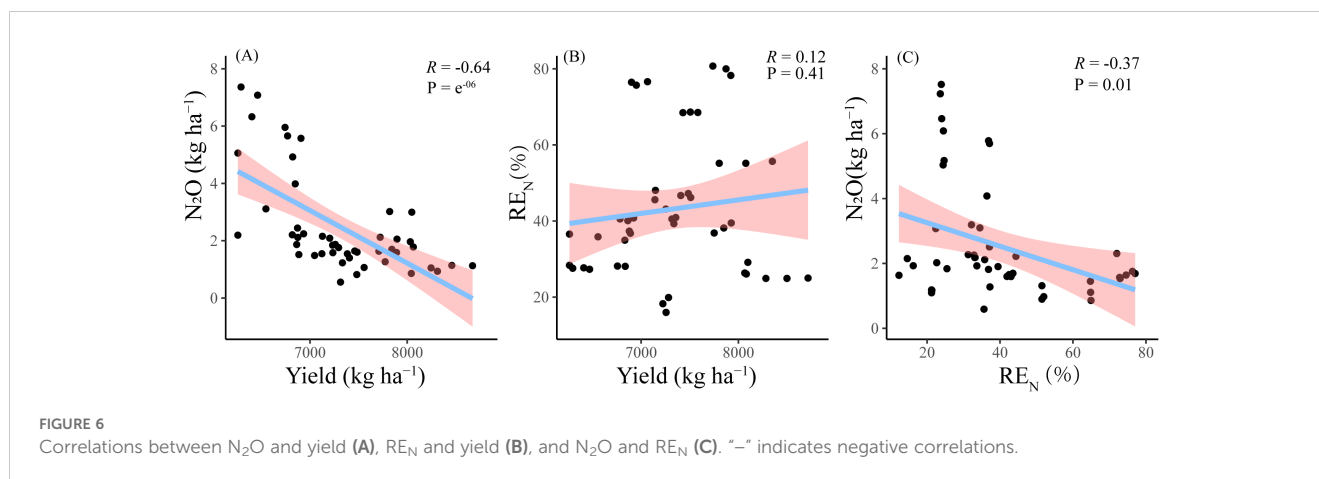 (A)
R = -0.64
P = e⁻⁰⁶
N₂O (kg ha⁻¹)
8
6
4
2
0
7000 8000
Yield (kg ha⁻¹)
(B)
R = 0.12
P = 0.41
REN(%)
80
60
40
20
7000 8000
Yield (kg ha⁻¹)
(C)
R = -0.37
P = 0.01
N₂O(kg ha⁻¹)
8
6
4
2
0
20 40 60 80
REN (%)
FIGURE 6
Correlations between N₂O and yield (A), REN and yield (B), and N₂O and REN (C). “–” indicates negative correlations.